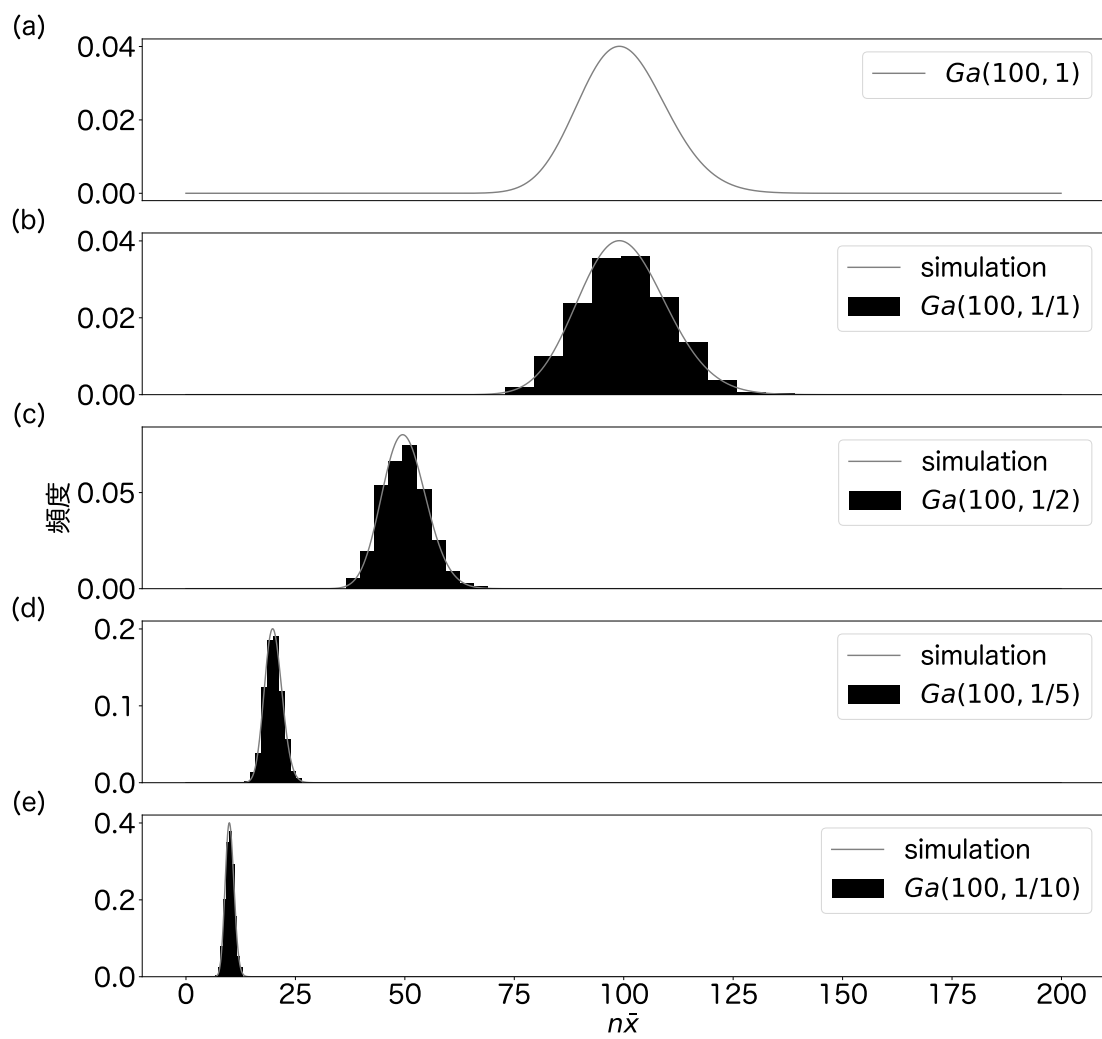 (a)
0.04
0.02
0.00
Ga(100, 1)
(b)
0.04
0.02
0.00
simulation
Ga(100, 1/1)
(c)
0.05
0.00
simulation
Ga(100, 1/2)
頻度
(d)
0.2
0.1
0.0
simulation
Ga(100, 1/5)
(e)
0.4
0.2
0.0
simulation
Ga(100, 1/10)
0 25 50 75 100 125 150 175 200
nx̄